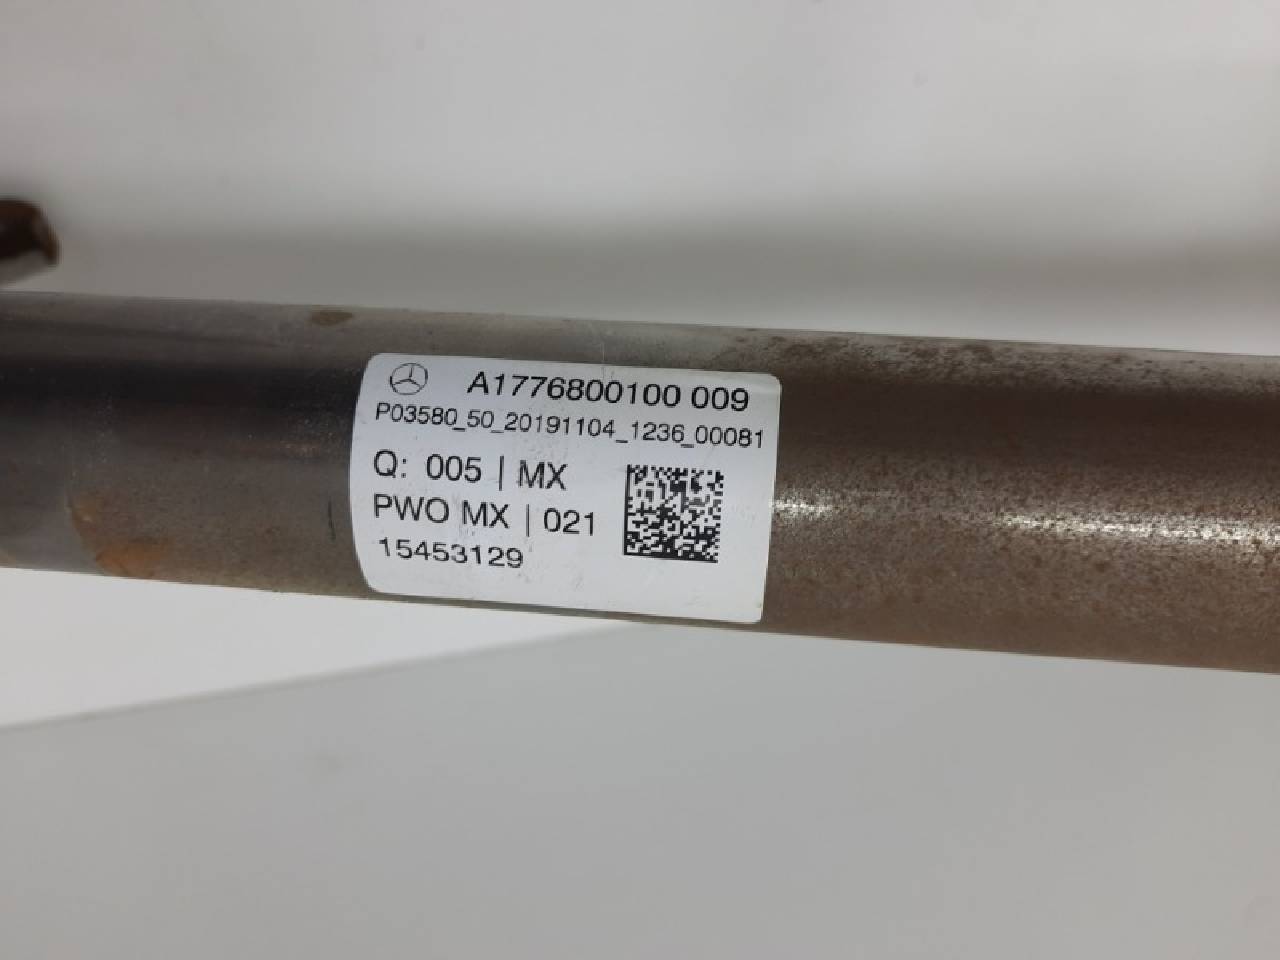 A1776800100 009
P03580_50_20191104_1236_00081
Q: 005 | MX
PWO MX | 021
15453129